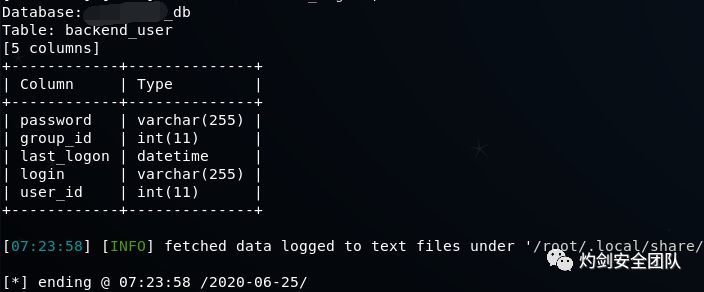 Database: _db
Table: backend_user
[5 columns]
+------------+--------------+
| Column     | Type         |
+------------+--------------+
| password   | varchar(255) |
| group_id   | int(11)      |
| last_logon | datetime     |
| login      | varchar(255) |
| user_id    | int(11)      |
+------------+--------------+
[07:23:58] [INFO] fetched data logged to text files under '/root/.local/share/
灼剑安全团队
[*] ending @ 07:23:58 /2020-06-25/